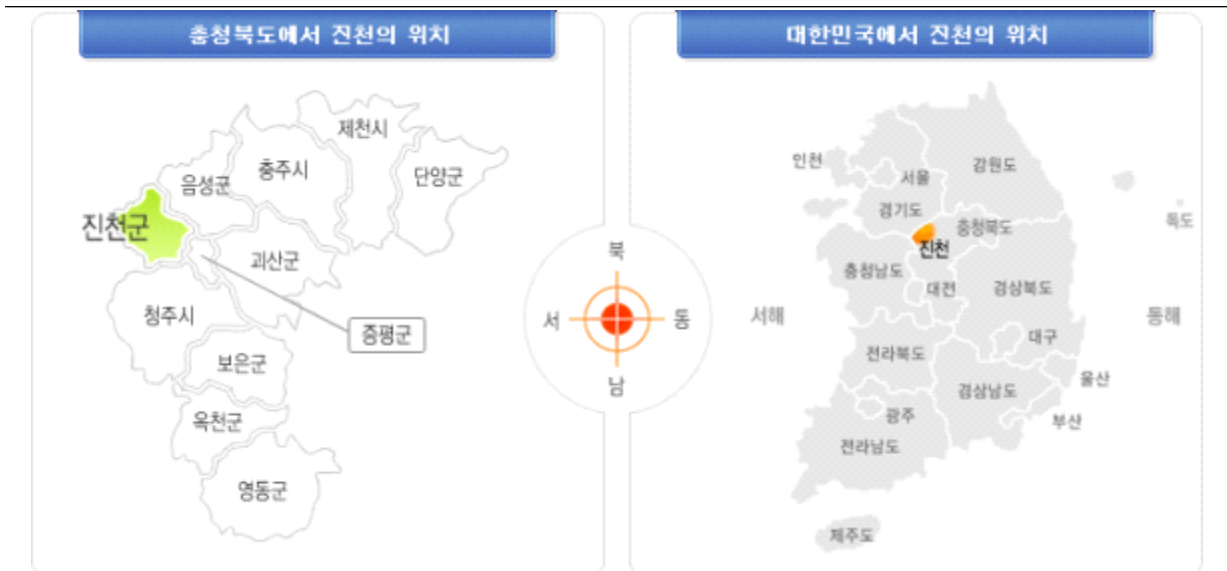 충청북도에서 진천의 위치
제천시
충주시
단양군
음성군
진천군
괴산군
청주시
증평군
보은군
옥천군
영동군
북
서
동
남
대한민국에서 진천의 위치
인천
서울
강원도
경기도
독도
충청북도
진천
충청남도
대전
경상북도
서해
동해
대구
전라북도
울산
경상남도
광주
부산
전라남도
제주도